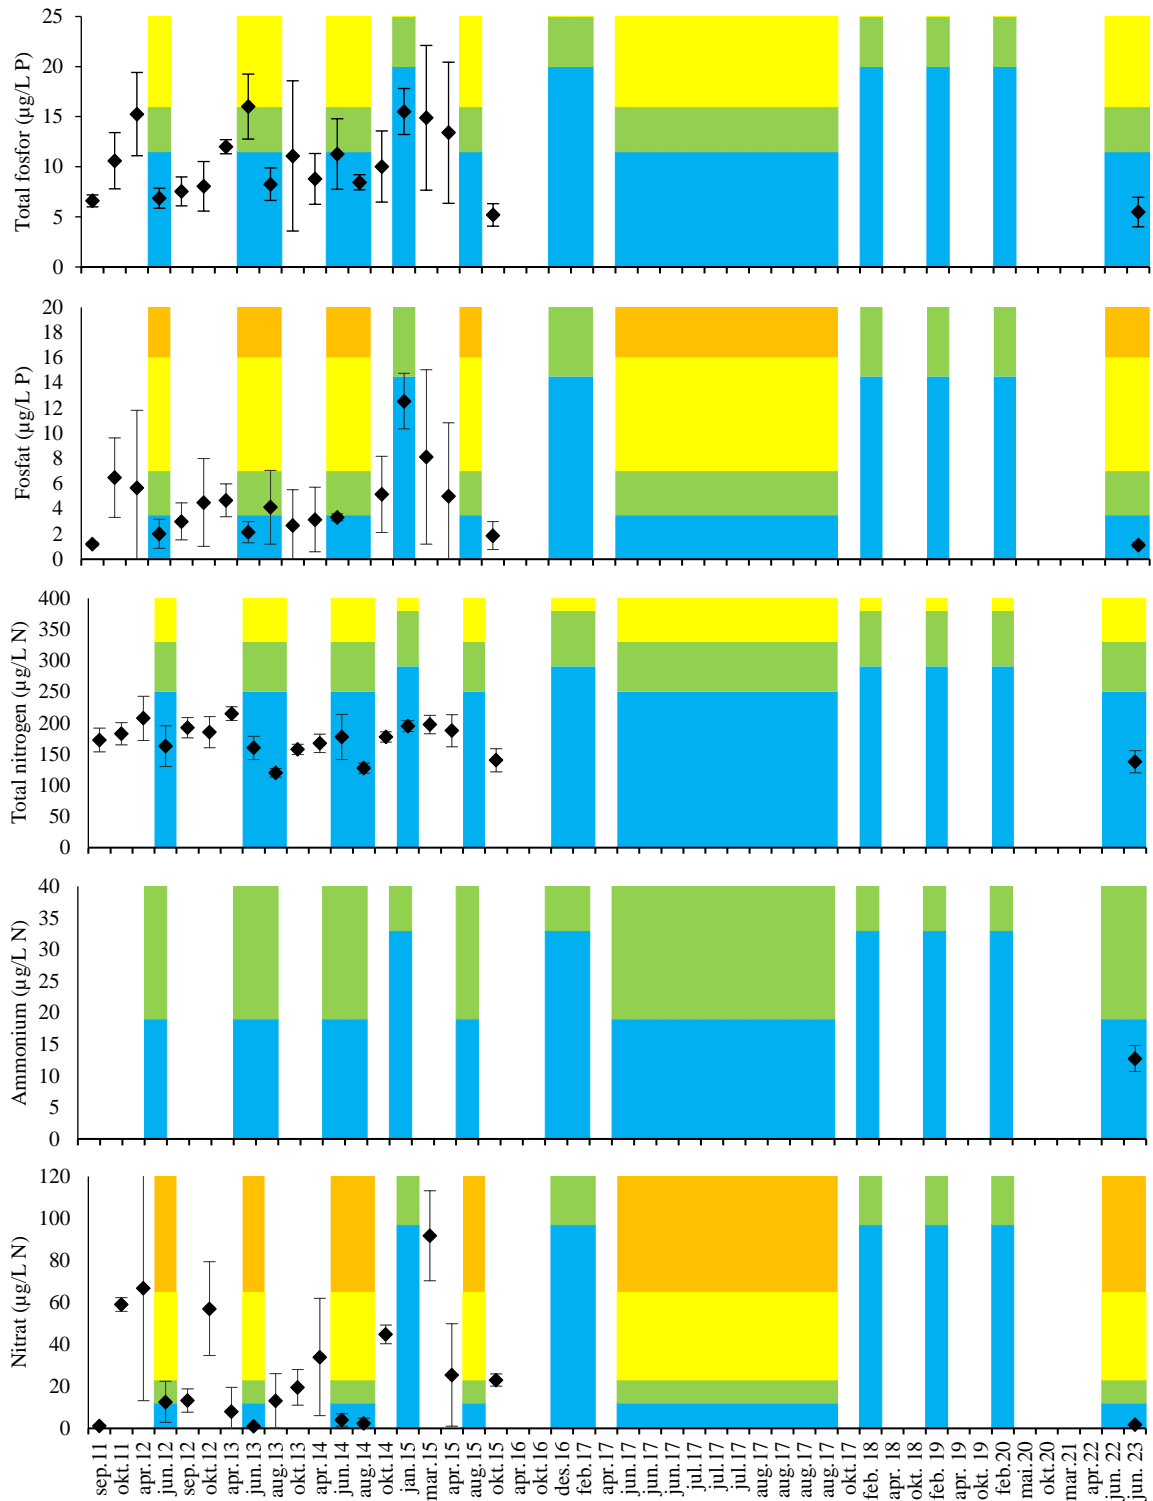 Total fosfor (µg/L P)
25
20
15
10
5
0
Fosfat (µg/L P)
20
18
16
14
12
10
8
6
4
2
0
Total nitrogen (µg/L N)
400
350
300
250
200
150
100
50
0
Ammonium (µg/L N)
40
35
30
25
20
15
10
5
0
Nitrat (µg/L N)
120
100
80
60
40
20
0
sep.11
okt.11
apr.12
jun.12
sep.12
okt.12
apr.13
jun.13
aug.13
okt.13
apr.14
jun.14
aug.14
okt.14
jan.15
mar.15
apr.15
aug.15
okt.15
apr.16
okt.16
des.16
feb.17
apr.17
jun.17
jun.17
jul.17
jul.17
jul.17
aug.17
aug.17
aug.17
aug.17
okt.17
feb. 18
apr. 18
okt. 18
feb. 19
apr. 19
okt. 19
feb.20
mai.20
okt.20
mar.21
apr.22
jun. 22
jun. 23